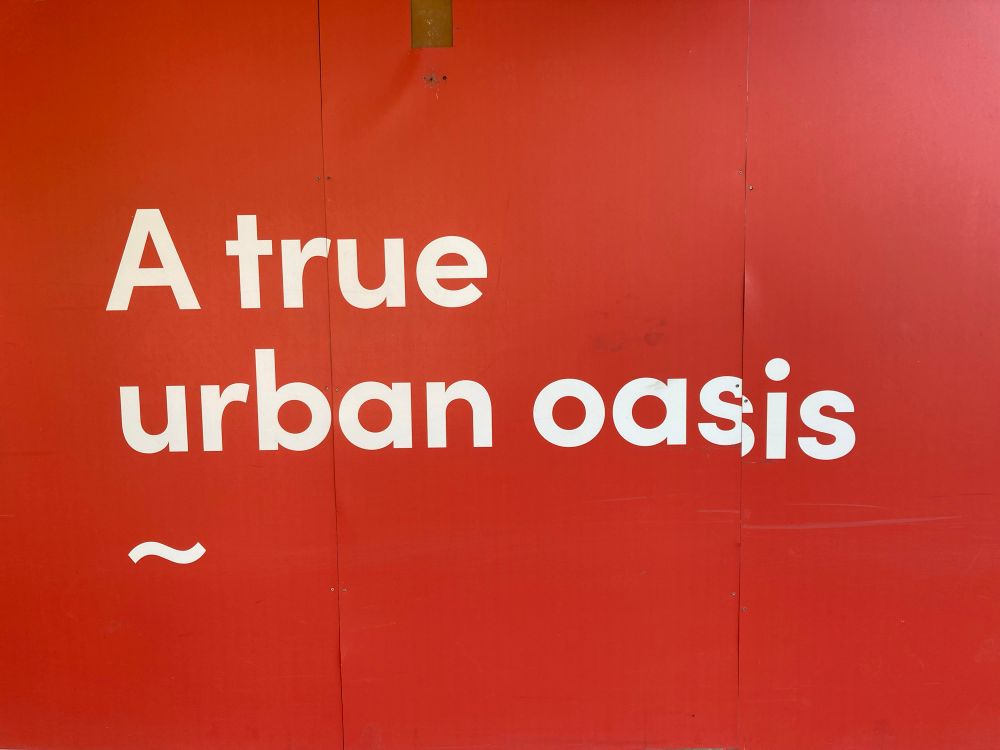 A true
urban oasis
~